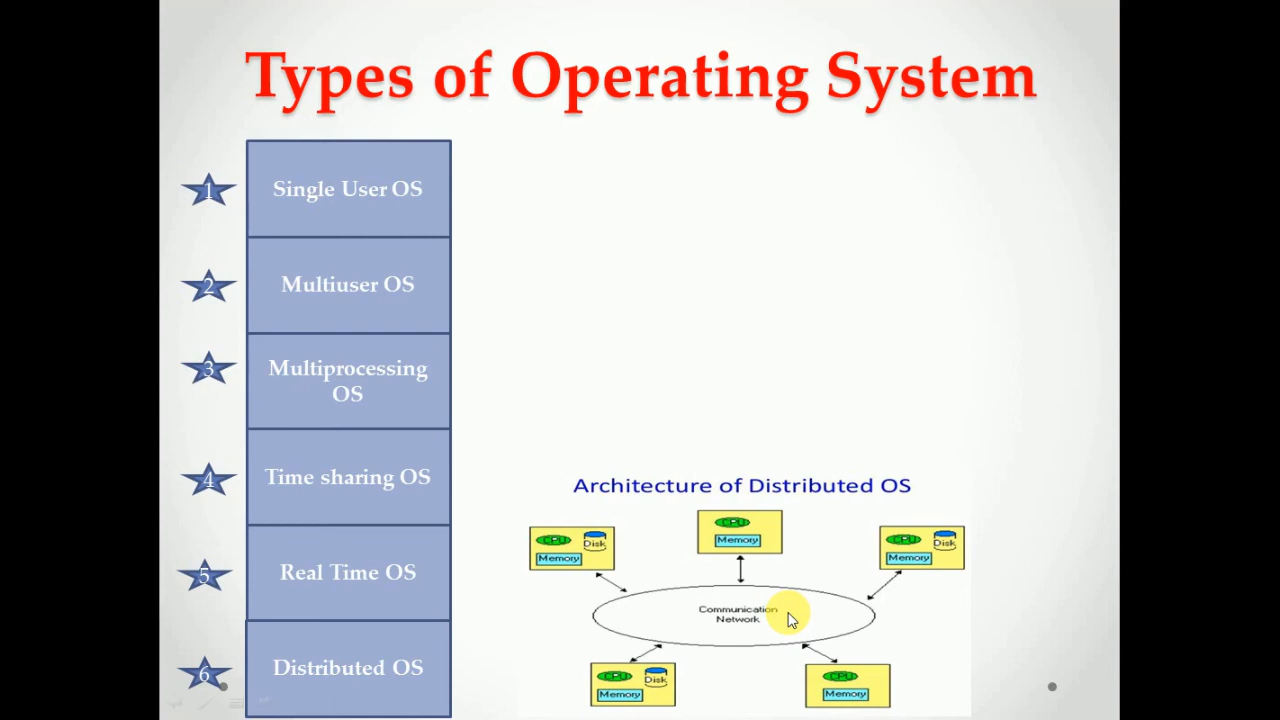 Types of Operating System
1
Single User OS
2
Multiuser OS
3
Multiprocessing
OS
4
Time sharing OS
5
Real Time OS
6
Distributed OS
Architecture of Distributed OS
CPU
Disk
Memory
CPU
Memory
CPU
Disk
Memory
Communication
Network
CPU
Disk
Memory
CPU
Memory